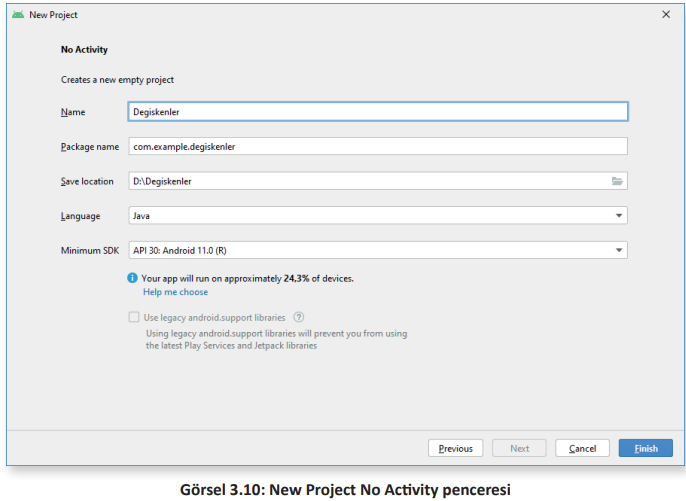 New Project
No Activity
Creates a new empty project
Name Degiskenler
Package name com.example.degiskenler
Save location D:\Degiskenler
Language Java
Minimum SDK API 30: Android 11.0 (R)
Your app will run on approximately 24,3% of devices.
Help me choose
Use legacy android.support libraries ?
Using legacy android.support libraries will prevent you from using
the latest Play Services and Jetpack libraries
Previous Next Cancel Finish
Görsel 3.10: New Project No Activity penceresi